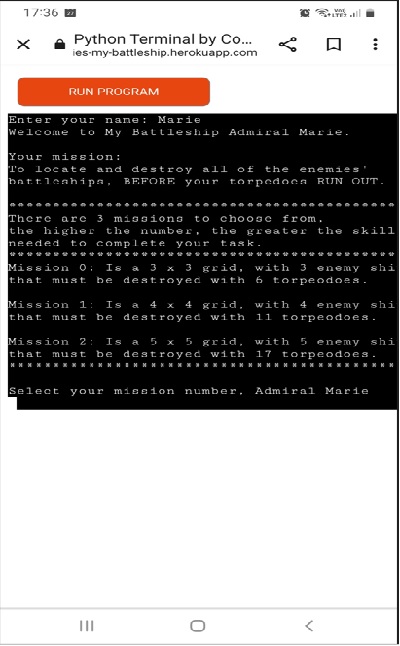 17:36
Python Terminal by Co...
ies-my-battleship.herokuapp.com
RUN PROGRAM
Enter your name: Marie
Welcome to My Battleship Admiral Marie.
Your mission:
To locate and destroy all of the enemies'
battleships, BEFORE your torpedoes RUN OUT.
*********************************************
There are 3 missions to choose from,
the higher the number, the greater the skill
needed to complete your task.
*********************************************
Mission 0: Is a 3 x 3 grid, with 3 enemy shi
that must be destroyed with 6 torpeodoes.
Mission 1: Is a 4 x 4 grid, with 4 enemy shi
that must be destroyed with 11 torpeodoes.
Mission 2: Is a 5 x 5 grid, with 5 enemy shi
that must be destroyed with 17 torpeodoes.
*********************************************
Select your mission number, Admiral Marie